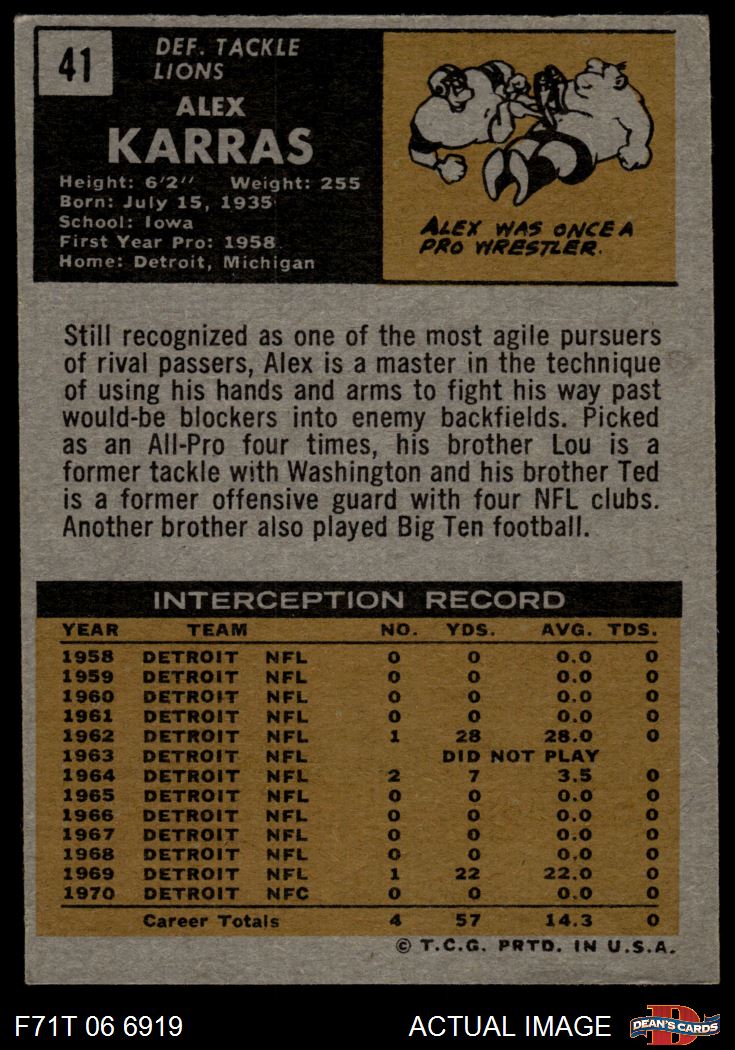 41
DEF. TACKLE
LIONS
ALEX
KARRAS
Height: 6'2'' Weight: 255
Born: July 15, 1935
School: Iowa
First Year Pro: 1958
Home: Detroit, Michigan
ALEX WAS ONCE A
PRO WRESTLER.
Still recognized as one of the most agile pursuers
of rival passers, Alex is a master in the technique
of using his hands and arms to fight his way past
would-be blockers into enemy backfields. Picked
as an All-Pro four times, his brother Lou is a
former tackle with Washington and his brother Ted
is a former offensive guard with four NFL clubs.
Another brother also played Big Ten football.
INTERCEPTION RECORD
YEAR TEAM NO. YDS. AVG. TDS.
1958 DETROIT NFL 0 0 0.0 0
1959 DETROIT NFL 0 0 0.0 0
1960 DETROIT NFL 0 0 0.0 0
1961 DETROIT NFL 0 0 0.0 0
1962 DETROIT NFL 1 28 28.0 0
1963 DETROIT NFL DID NOT PLAY
1964 DETROIT NFL 2 7 3.5 0
1965 DETROIT NFL 0 0 0.0 0
1966 DETROIT NFL 0 0 0.0 0
1967 DETROIT NFL 0 0 0.0 0
1968 DETROIT NFL 0 0 0.0 0
1969 DETROIT NFL 1 22 22.0 0
1970 DETROIT NFC 0 0 0.0 0
Career Totals 4 57 14.3 0
© T.C.G. PRTD. IN U.S.A.
F71T 06 6919 ACTUAL IMAGE
D
DEAN'S CARDS